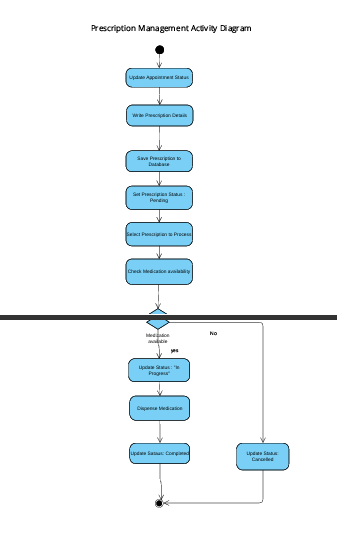 Prescription Management Activity Diagram
Update Appointment Status
Write Prescription Details
Save Prescription to
Database
Set Prescription Status :
Pending
Select Prescription to Process
Check Medication availability
Medication
available
No
yes
Update Status : "In
Progress"
Dispense Medication
Update Sataus: Completed
Update Status:
Cancelled